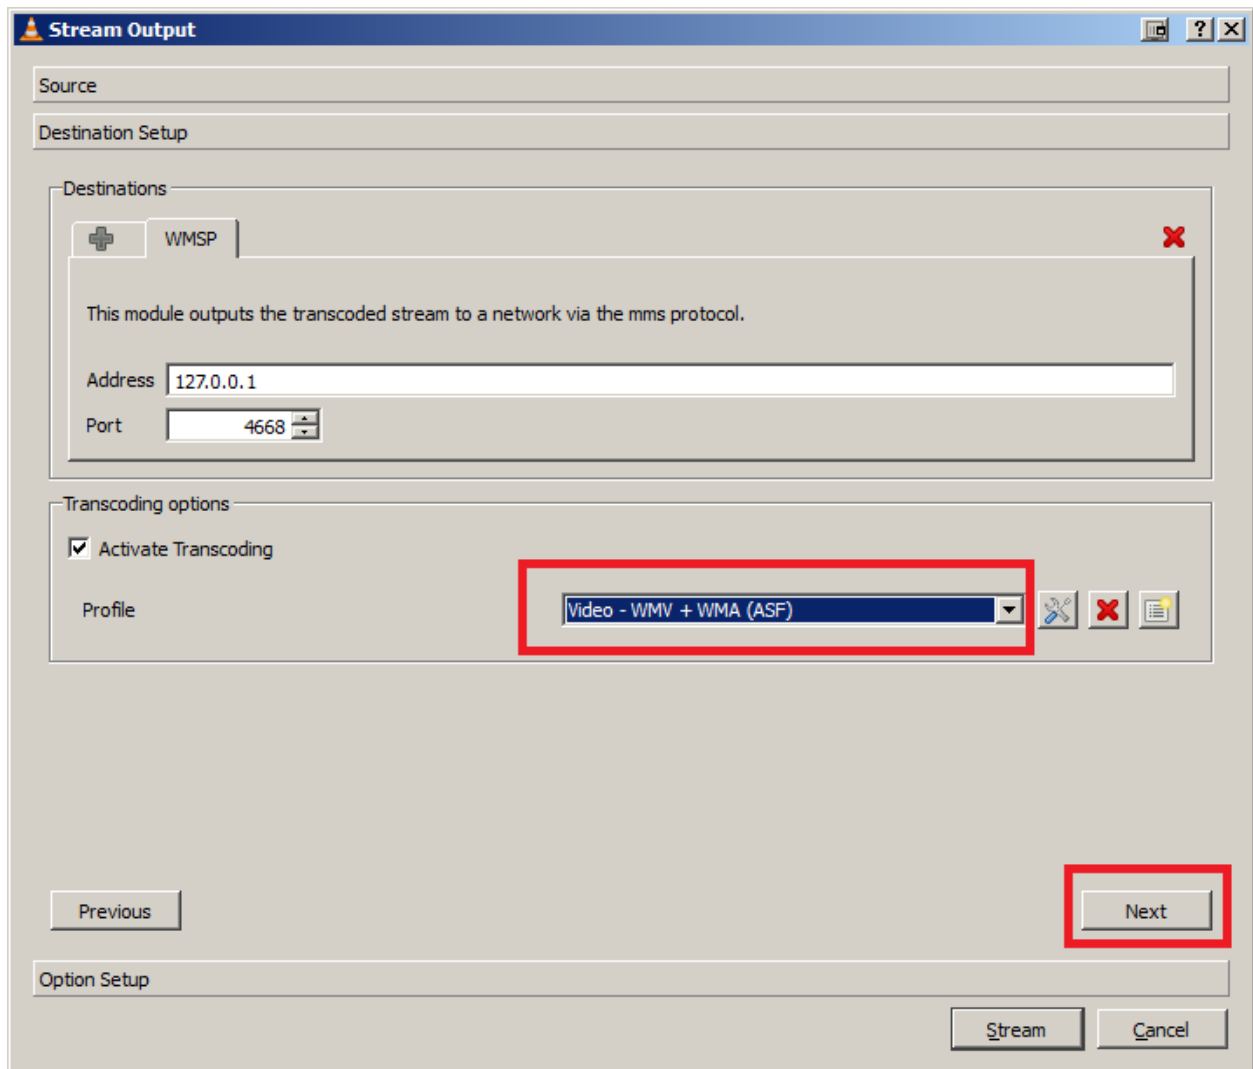 Stream Output
Source
Destination Setup
Destinations
WMSP
This module outputs the transcoded stream to a network via the mms protocol.
Address 127.0.0.1
Port 4668
Transcoding options
Activate Transcoding
Profile Video - WMV + WMA (ASF)
Previous Next
Option Setup
Stream Cancel